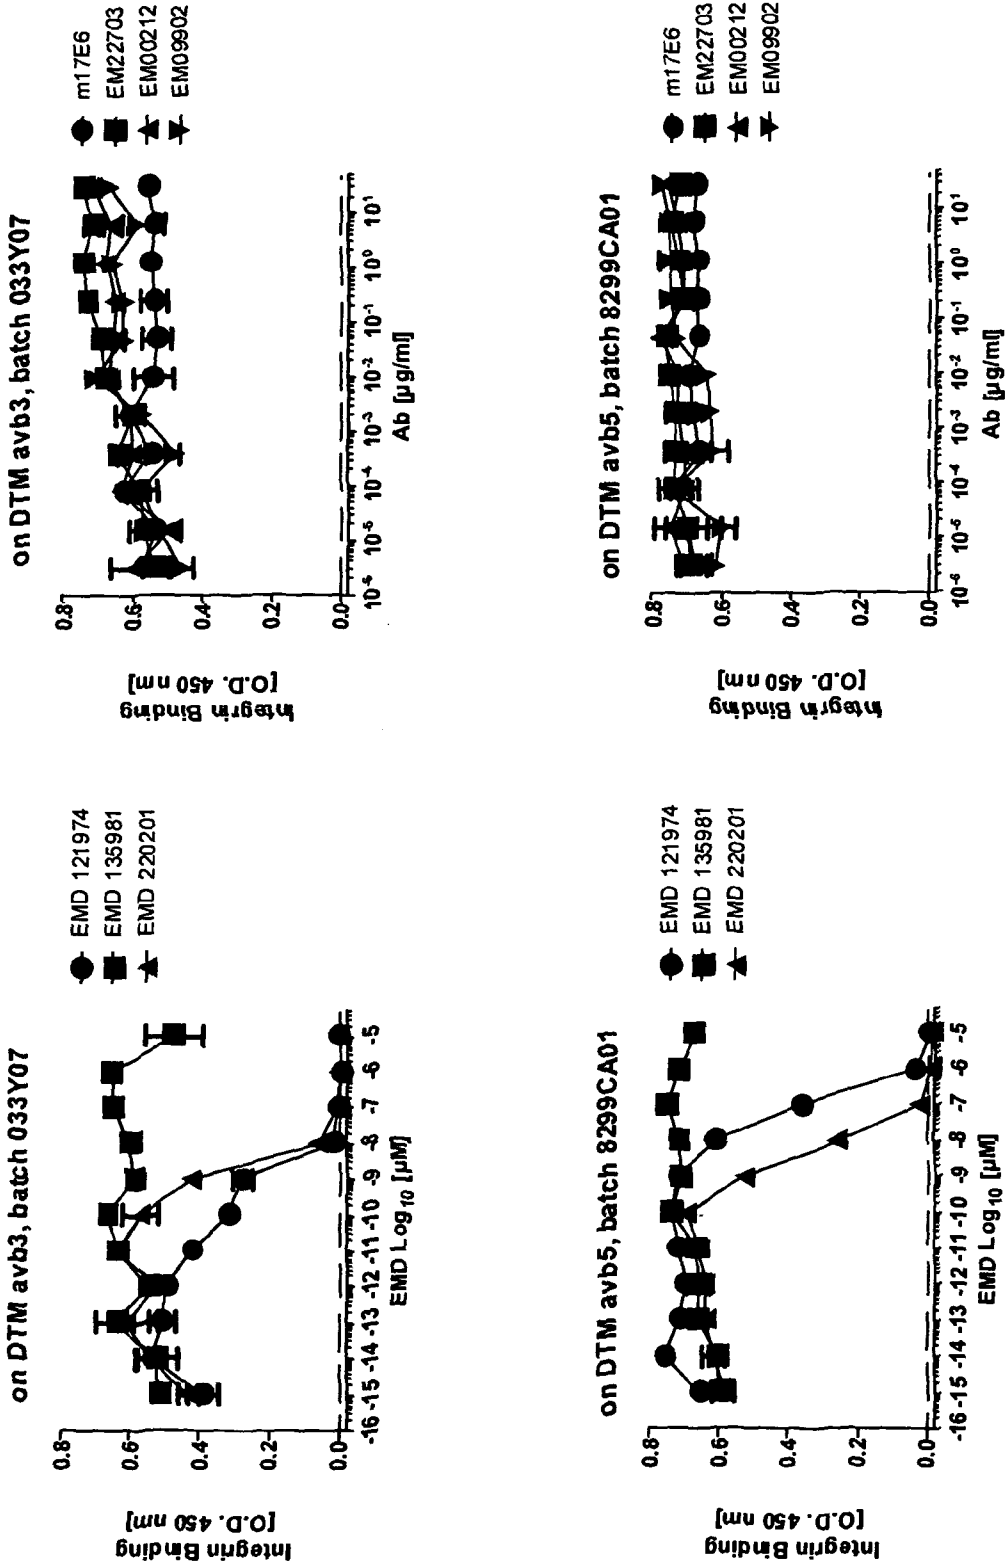 on DTM avb3, batch 033Y07
Integrin Binding
[O.D. 450 nm]
0.8
0.6
0.4
0.2
0.0
-16 -15 -14 -13 -12 -11 -10 -9 -8 -7 -6 -5
EMD Log10 [µM]
EMD 121974
EMD 135981
EMD 220201
on DTM avb3, batch 033Y07
Integrin Binding
[O.D. 450 nm]
0.8
0.6
0.4
0.2
0.0
10-6 10-5 10-4 10-3 10-2 10-1 100 101
Ab [µg/ml]
m17E6
EM22703
EM00212
EM09902
on DTM avb5, batch 8299CA01
Integrin Binding
[O.D. 450 nm]
0.8
0.6
0.4
0.2
0.0
-16 -15 -14 -13 -12 -11 -10 -9 -8 -7 -6 -5
EMD Log10 [µM]
EMD 121974
EMD 135981
EMD 220201
on DTM avb5, batch 8299CA01
Integrin Binding
[O.D. 450 nm]
0.8
0.6
0.4
0.2
0.0
10-6 10-5 10-4 10-3 10-2 10-1 100 101
Ab [µg/ml]
m17E6
EM22703
EM00212
EM09902